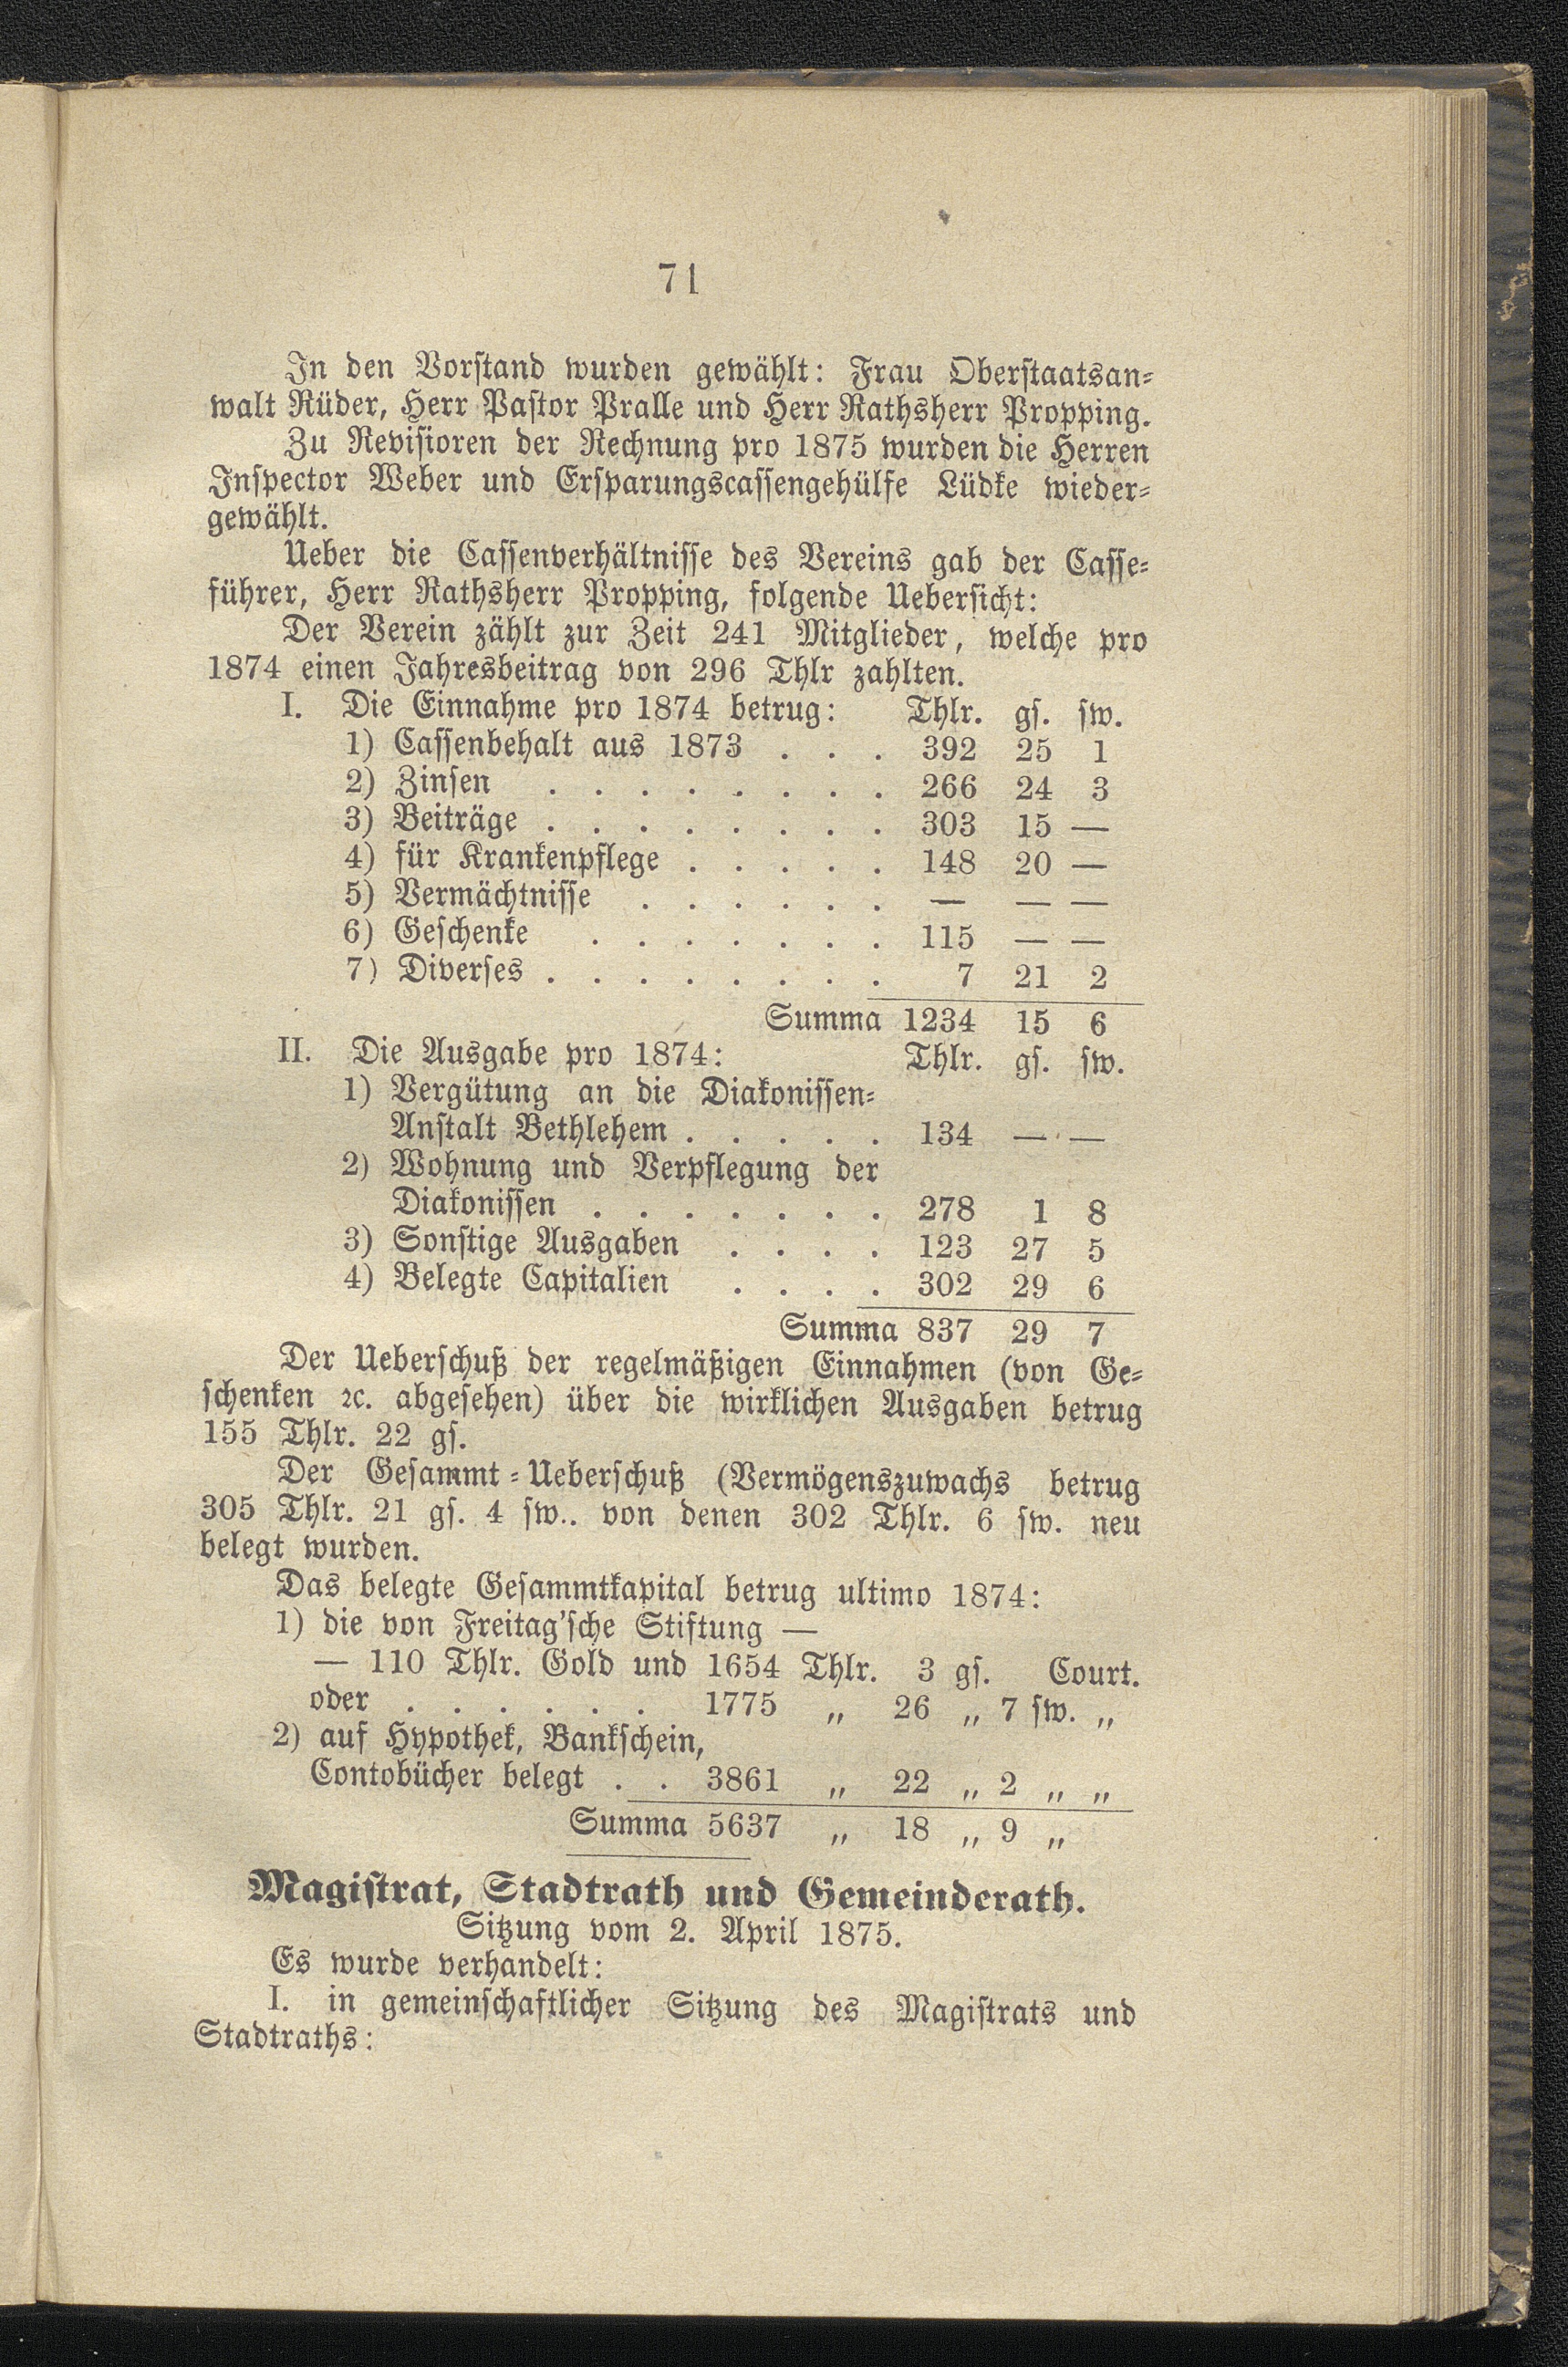 71
In den Vorstand wurden gewählt: Frau Oberstaatsan-
walt Rüder, Herr Pastor Pralle und Herr Rathsherr Propping.
Zu Revisioren der Rechnung pro 1875 wurden die Herren
Inspector Weber und Ersparungscassengehülfe Lüdke wieder-
gewählt.
Ueber die Cassenverhältnisse des Vereins gab der Casse-
führer, Herr Rathsherr Propping, folgende Uebersicht:
Der Verein zählt zur Zeit 241 Mitglieder, welche pro
1874 einen Jahresbeitrag von 296 Thlr zahlten.
I. Die Einnahme pro 1874 betrug: Thlr. gs. sw.
1) Cassenbehalt aus 1873 . . . 392 25 1
2) Zinsen . . . . . . . . 266 24 3
3) Beiträge . . . . . . . . 303 15 —
4) für Krankenpflege . . . . . 148 20 —
5) Vermächtnisse . . . . . . — — —
6) Geschenke . . . . . . . 115 — —
7) Diverses . . . . . . . . 7 21 2
Summa 1234 15 6
II. Die Ausgabe pro 1874: Thlr. gs. sw.
1) Vergütung an die Diakonissen-
Anstalt Bethlehem . . . . . 134 — —
2) Wohnung und Verpflegung der
Diakonissen . . . . . . . 278 1 8
3) Sonstige Ausgaben . . . . 123 27 5
4) Belegte Capitalien . . . . 302 29 6
Summa 837 29 7
Der Ueberschuß der regelmäßigen Einnahmen (von Ge-
schenken ꝛc. abgesehen) über die wirklichen Ausgaben betrug
155 Thlr. 22 gs.
Der Gesammt-Ueberschuß (Vermögenszuwachs betrug
305 Thlr. 21 gs. 4 sw.. von denen 302 Thlr. 6 sw. neu
belegt wurden.
Das belegte Gesammtkapital betrug ultimo 1874:
1) die von Freitag'sche Stiftung —
— 110 Thlr. Gold und 1654 Thlr. 3 gs. Court.
oder . . . . . . 1775 „ 26 „ 7 sw. „
2) auf Hypothek, Bankschein,
Contobücher belegt . . 3861 „ 22 „ 2 „ „
Summa 5637 „ 18 „ 9 „
Magistrat, Stadtrath und Gemeinderath.
Sitzung vom 2. April 1875.
Es wurde verhandelt:
I. in gemeinschaftlicher Sitzung des Magistrats und
Stadtraths: